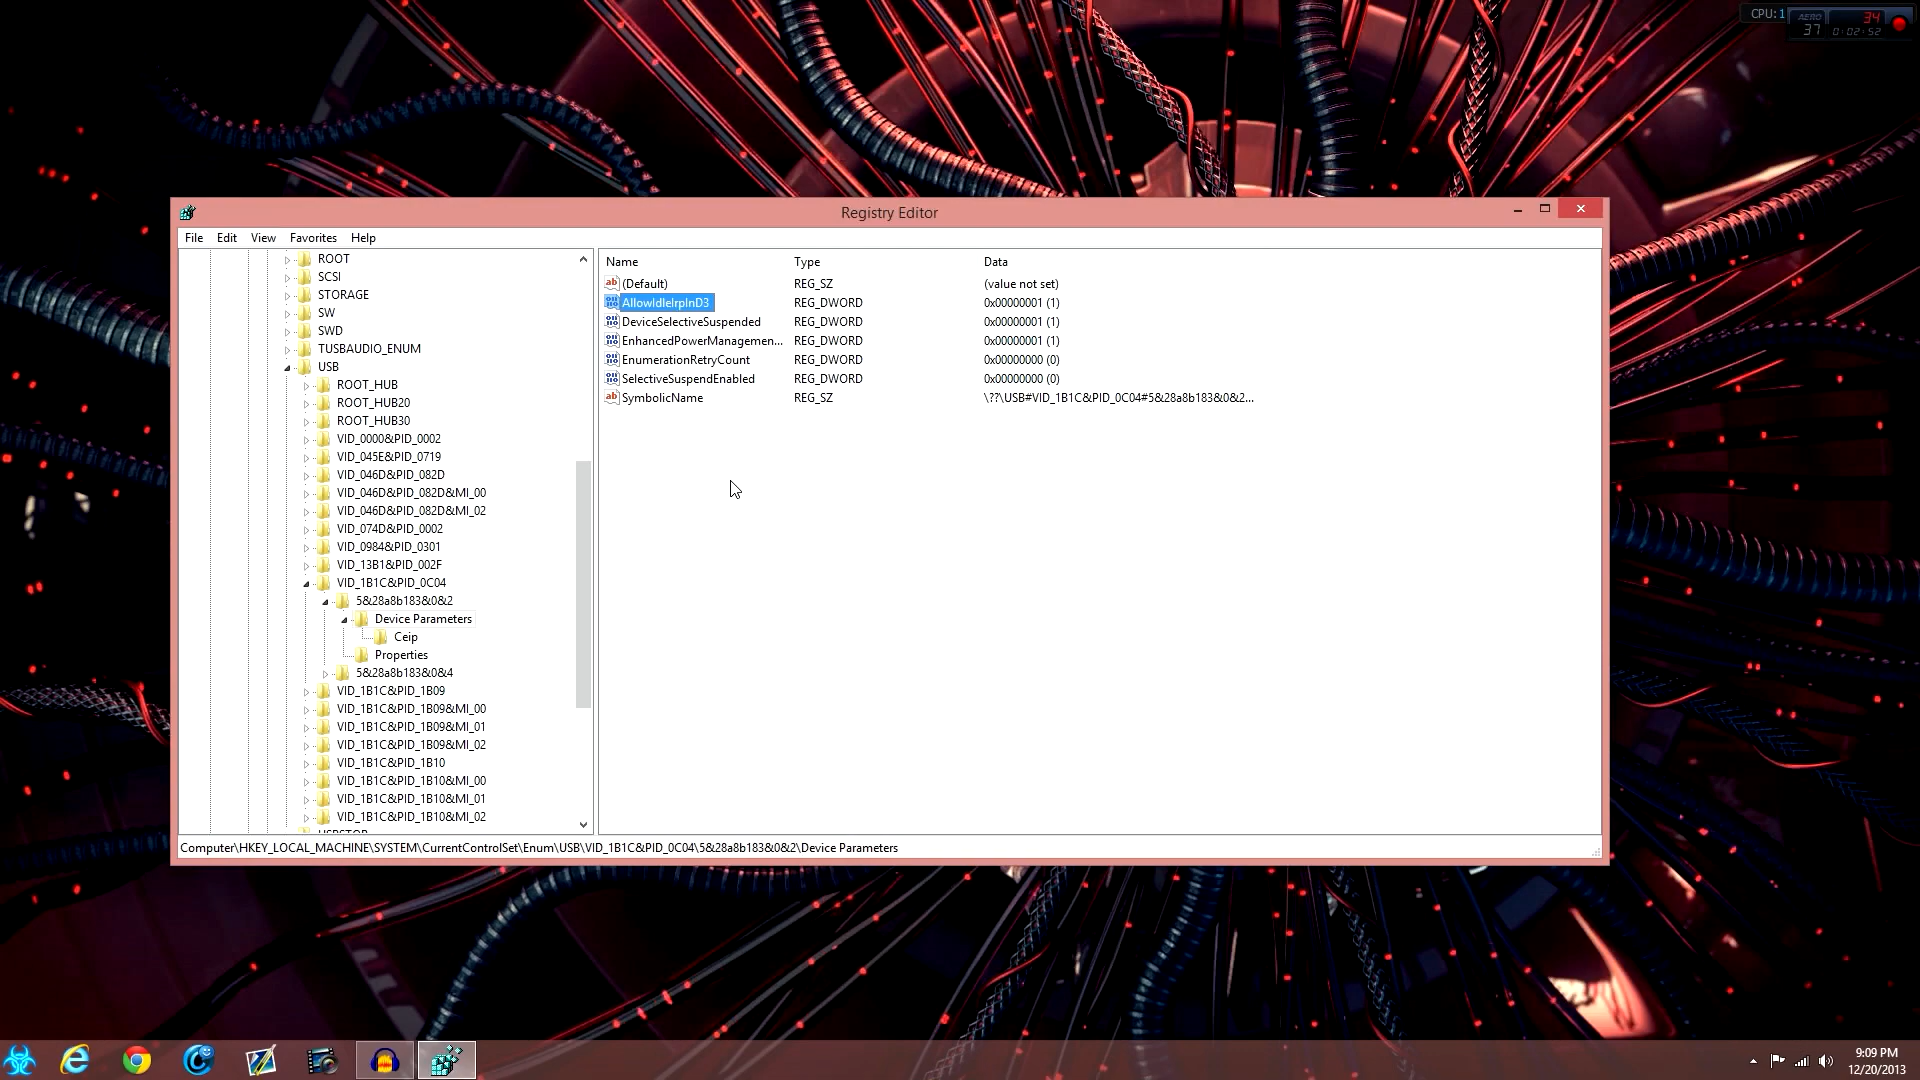 CPU: 1
AERO 34
37 0:02:52
Registry Editor
File Edit View Favorites Help
ROOT
SCSI
STORAGE
SW
SWD
TUSBAUDIO_ENUM
USB
ROOT_HUB
ROOT_HUB20
ROOT_HUB30
VID_0000&PID_0002
VID_045E&PID_0719
VID_046D&PID_082D
VID_046D&PID_082D&MI_00
VID_046D&PID_082D&MI_02
VID_074D&PID_0002
VID_0984&PID_0301
VID_13B1&PID_002F
VID_1B1C&PID_0C04
5&28a8b183&0&2
Device Parameters
Ceip
Properties
5&28a8b183&0&4
VID_1B1C&PID_1B09
VID_1B1C&PID_1B09&MI_00
VID_1B1C&PID_1B09&MI_01
VID_1B1C&PID_1B09&MI_02
VID_1B1C&PID_1B10
VID_1B1C&PID_1B10&MI_00
VID_1B1C&PID_1B10&MI_01
VID_1B1C&PID_1B10&MI_02
USBSTOR
Name Type Data
(Default) REG_SZ (value not set)
AllowIdleIrpInD3 REG_DWORD 0x00000001 (1)
DeviceSelectiveSuspended REG_DWORD 0x00000001 (1)
EnhancedPowerManagemen... REG_DWORD 0x00000001 (1)
EnumerationRetryCount REG_DWORD 0x00000000 (0)
SelectiveSuspendEnabled REG_DWORD 0x00000000 (0)
SymbolicName REG_SZ \??\USB#VID_1B1C&PID_0C04#5&28a8b183&0&2...
Computer\HKEY_LOCAL_MACHINE\SYSTEM\CurrentControlSet\Enum\USB\VID_1B1C&PID_0C04\5&28a8b183&0&2\Device Parameters
9:09 PM
12/20/2013